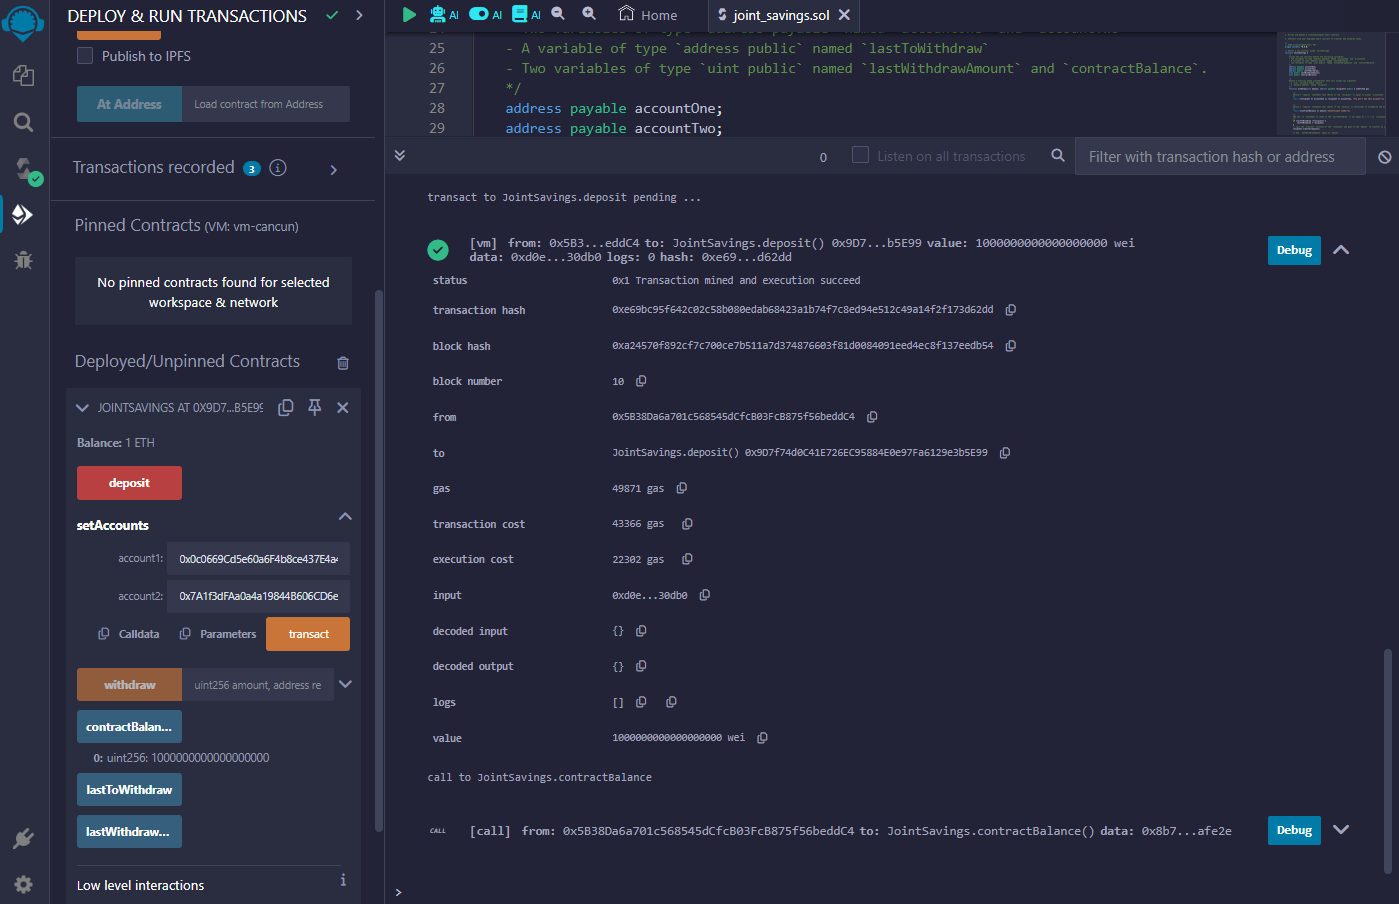 DEPLOY & RUN TRANSACTIONS
Publish to IPFS
At Address
Load contract from Address
Transactions recorded 3 i
Pinned Contracts (VM: vm-cancun)
No pinned contracts found for selected
workspace & network
Deployed/Unpinned Contracts
JOINTSAVINGS AT 0X9D7...B5E99
Balance: 1 ETH
deposit
setAccounts
account1:
0x0c0669Cd5e60a6F4b8ce437E4a4
account2:
0x7A1f3dFAa0a4a19844B606CD6e
Calldata
Parameters
transact
withdraw
uint256 amount, address re
contractBalan...
0: uint256: 1000000000000000000
lastToWithdraw
lastWithdraw...
Low level interactions
i
AI
AI
AI
Home
joint_savings.sol
25 - A variable of type `address public` named `lastToWithdraw`
26 - Two variables of type `uint public` named `lastWithdrawAmount` and `contractBalance`.
27 */
28 address payable accountOne;
29 address payable accountTwo;
0
Listen on all transactions
Filter with transaction hash or address
transact to JointSavings.deposit pending ...
[vm] from: 0x5B3...eddC4 to: JointSavings.deposit() 0x9D7...b5E99 value: 1000000000000000000 wei
data: 0xd0e...30db0 logs: 0 hash: 0xe69...d62dd
Debug
status 0x1 Transaction mined and execution succeed
transaction hash 0xe69bc95f642c02c58b080edab68423a1b74f7c8ed94e512c49a14f2f173d62dd
block hash 0xa24570f892cf7c700ce7b511a7d374876603f81d0084091eed4ec8f137eedb54
block number 10
from 0x5B38Da6a701c568545dCfcB03FcB875f56beddC4
to JointSavings.deposit() 0x9D7f74d0C41E726EC95884E0e97Fa6129e3b5E99
gas 49871 gas
transaction cost 43366 gas
execution cost 22302 gas
input 0xd0e...30db0
decoded input {}
decoded output {}
logs []
value 1000000000000000000 wei
call to JointSavings.contractBalance
CALL
[call] from: 0x5B38Da6a701c568545dCfcB03FcB875f56beddC4 to: JointSavings.contractBalance() data: 0x8b7...afe2e
Debug
>